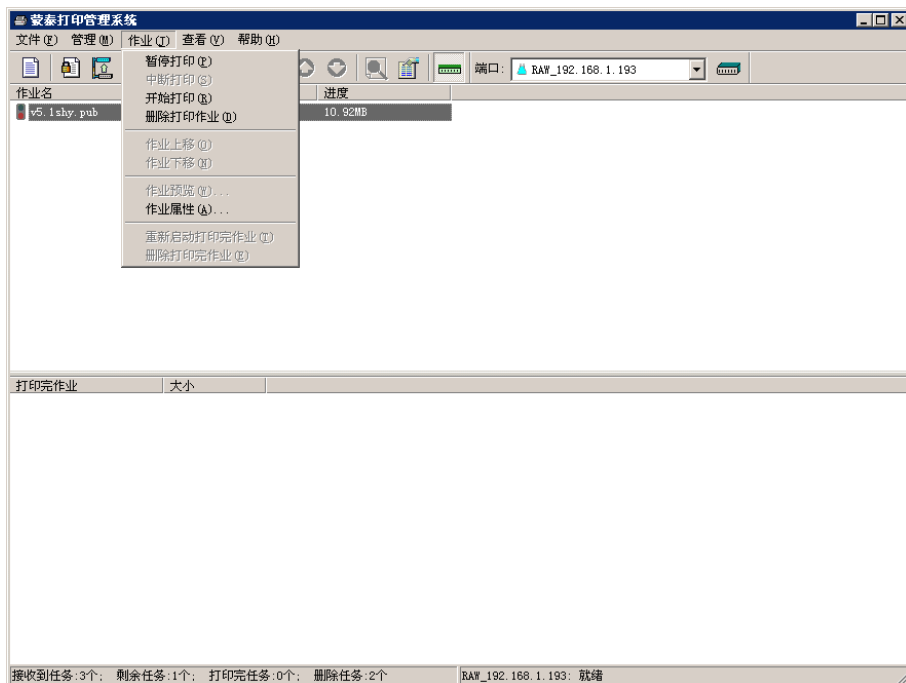 蒙泰打印管理系统
文件(F) 管理(M) 作业(J) 查看(V) 帮助(H)
端口: RAW_192.168.1.193
作业名 进度
v5.1shy.pub 10.92MB
暂停打印(P)
中断打印(S)
开始打印(R)
删除打印作业(D)
作业上移(O)
作业下移(N)
作业预览(W)...
作业属性(A)...
重新启动打印完作业(T)
删除打印完作业(E)
打印完作业 大小
接收到任务:3个; 剩余任务:1个; 打印完任务:0个; 删除任务:2个 RAW_192.168.1.193: 就绪